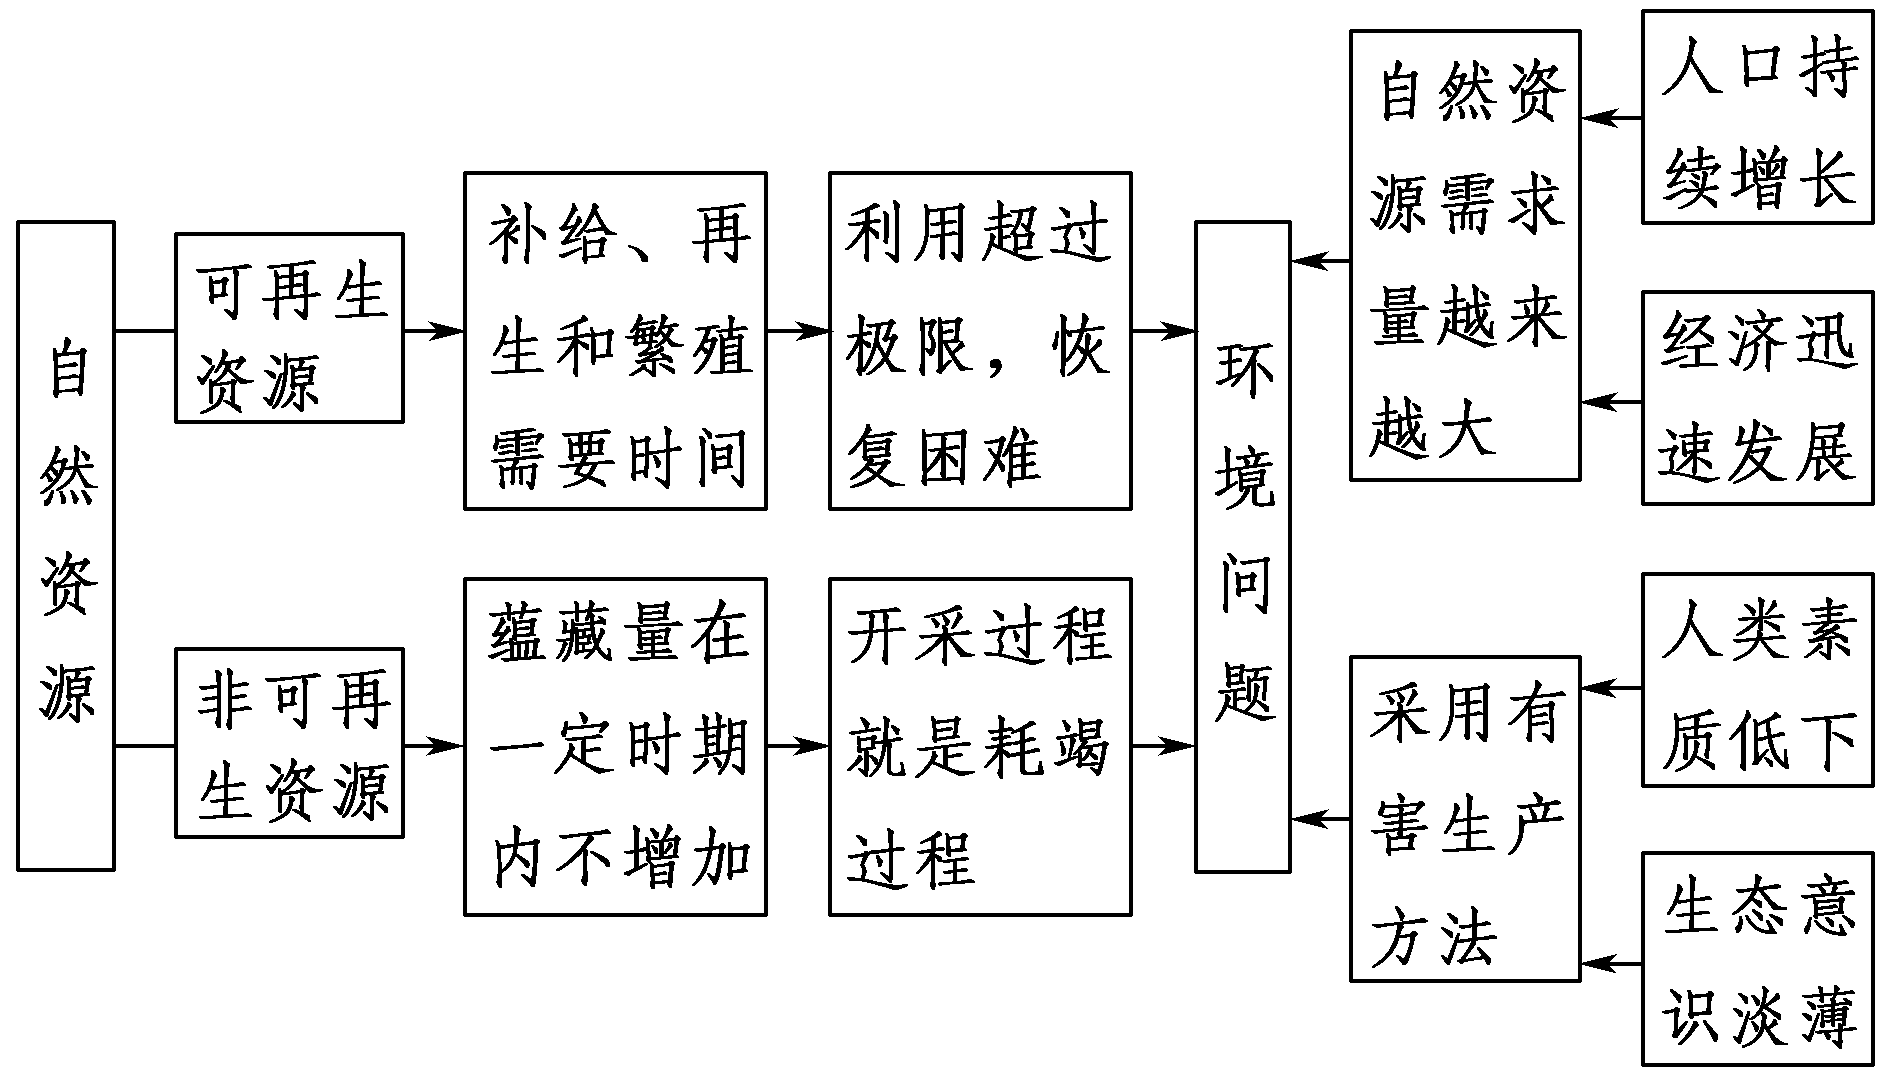 自
然
资
源
可再生
资源
非可再
生资源
补给、再
生和繁殖
需要时间
蕴藏量在
一定时期
内不增加
利用超过
极限，恢
复困难
开采过程
就是耗竭
过程
环
境
问
题
自然资
源需求
量越来
越大
采用有
害生产
方法
人口持
续增长
经济迅
速发展
人类素
质低下
生态意
识淡薄